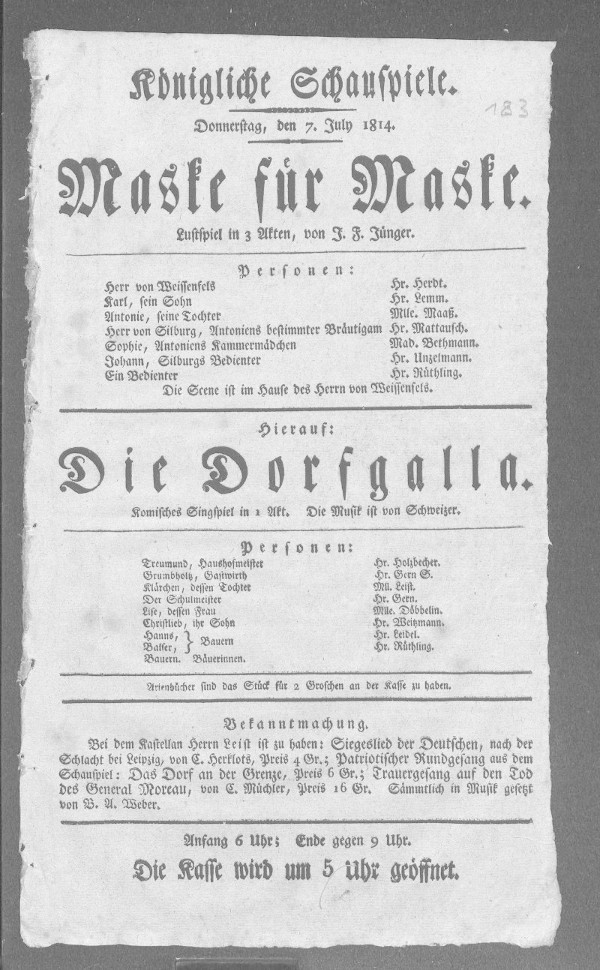 Königliche Schauspiele.
183
Donnerstag, den 7. July 1814.
Maske für Maske.
Lustspiel in 3 Akten, von J. F. Jünger.
Personen:
Herr von Weissenfels Hr. Herdt.
Karl, sein Sohn Hr. Lemm.
Antonie, seine Tochter Mlle. Maaß.
Herr von Silburg, Antoniens bestimmter Bräutigam Hr. Mattausch.
Sophie, Antoniens Kammermädchen Mad. Bethmann.
Johann, Silburgs Bedienter Hr. Unzelmann.
Ein Bedienter Hr. Rüthling.
Die Scene ist im Hause des Herrn von Weissenfels.
Hierauf:
Die Dorfgalla.
Komisches Singspiel in 1 Akt. Die Musik ist von Schweizer.
Personen:
Treumund, Haushofmeister Hr. Holzbecher.
Grumbholtz, Gastwirth Hr. Gern S.
Klärchen, dessen Tochter Mll. Leist.
Der Schulmeister Hr. Gern.
Lise, dessen Frau Mlle. Döbbelin.
Christlieb, ihr Sohn Hr. Weitzmann.
Hanns, } Bauern Hr. Leidel.
Balser, Hr. Rüthling.
Bauern. Bäuerinnen.
Arienbücher sind das Stück für 2 Groschen an der Kasse zu haben.
Bekanntmachung.
Bei dem Kastellan Herrn Leist ist zu haben: Siegeslied der Deutschen, nach der
Schlacht bei Leipzig, von C. Herklots, Preis 4 Gr.; Patriotischer Rundgesang aus dem
Schauspiel: Das Dorf an der Grenze, Preis 6 Gr.; Trauergesang auf den Tod
des General Moreau, von C. Müchler, Preis 16 Gr. Sämmtlich in Musik gesetzt
von B. A. Weber.
Anfang 6 Uhr; Ende gegen 9 Uhr.
Die Kasse wird um 5 Uhr geöffnet.